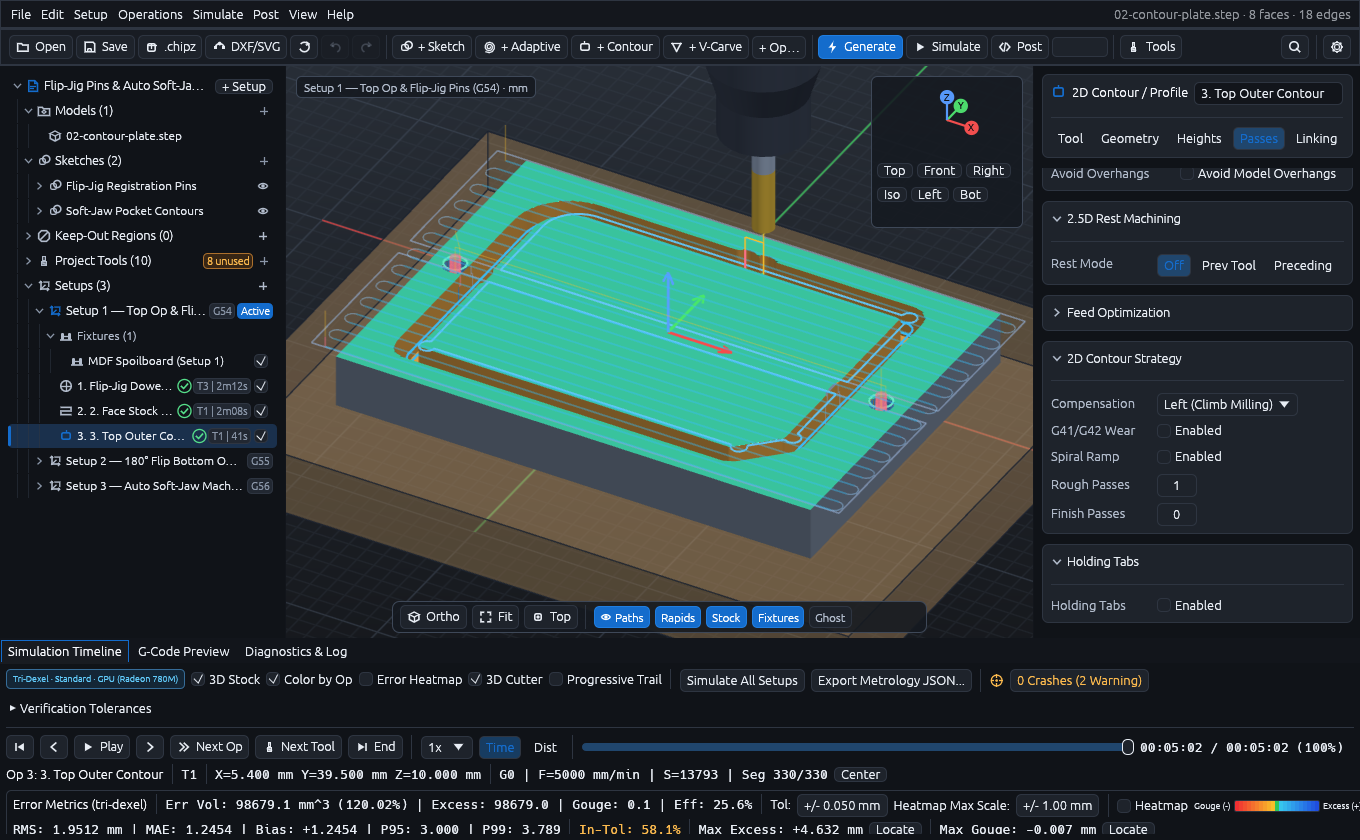 File Edit Setup Operations Simulate Post View Help 02-contour-plate.step · 8 faces · 18 edges
Open Save .chipz DXF/SVG + Sketch + Adaptive + Contour + V-Carve + Op... Generate Simulate Post Tools
Flip-Jig Pins & Auto Soft-Ja... + Setup
Models (1) +
02-contour-plate.step
Sketches (2) +
Flip-Jig Registration Pins
Soft-Jaw Pocket Contours
Keep-Out Regions (0) +
Project Tools (10) 8 unused +
Setups (3) +
Setup 1 — Top Op & Fli... G54 Active
Fixtures (1)
MDF Spoilboard (Setup 1)
1. Flip-Jig Dowe... T3 | 2m12s
2. 2. Face Stock ... T1 | 2m08s
3. 3. Top Outer Co... T1 | 41s
Setup 2 — 180° Flip Bottom O... G55
Setup 3 — Auto Soft-Jaw Mach... G56
Setup 1 — Top Op & Flip-Jig Pins (G54) · mm
Z
Y
X
Top Front Right
Iso Left Bot
Ortho Fit Top Paths Rapids Stock Fixtures Ghost
2D Contour / Profile 3. Top Outer Contour
Tool Geometry Heights Passes Linking
Avoid Overhangs Avoid Model Overhangs
2.5D Rest Machining
Rest Mode Off Prev Tool Preceding
Feed Optimization
2D Contour Strategy
Compensation Left (Climb Milling)
G41/G42 Wear Enabled
Spiral Ramp Enabled
Rough Passes 1
Finish Passes 0
Holding Tabs
Holding Tabs Enabled
Simulation Timeline G-Code Preview Diagnostics & Log
Tri-Dexel · Standard · GPU (Radeon 780M) 3D Stock Color by Op Error Heatmap 3D Cutter Progressive Trail Simulate All Setups Export Metrology JSON... 0 Crashes (2 Warning)
Verification Tolerances
Play Next Op Next Tool End 1x Time Dist 00:05:02 / 00:05:02 (100%)
Op 3: 3. Top Outer Contour T1 X=5.400 mm Y=39.500 mm Z=10.000 mm G0 | F=5000 mm/min | S=13793 | Seg 330/330 Center
Error Metrics (tri-dexel) Err Vol: 98679.1 mm^3 (120.02%) | Excess: 98679.0 | Gouge: 0.1 | Eff: 25.6% Tol: +/- 0.050 mm Heatmap Max Scale: +/- 1.00 mm Heatmap Gouge (-) Excess (+)
RMS: 1.9512 mm | MAE: 1.2454 | Bias: +1.2454 | P95: 3.000 | P99: 3.789 In-Tol: 58.1% Max Excess: +4.632 mm Locate Max Gouge: -0.007 mm Locate